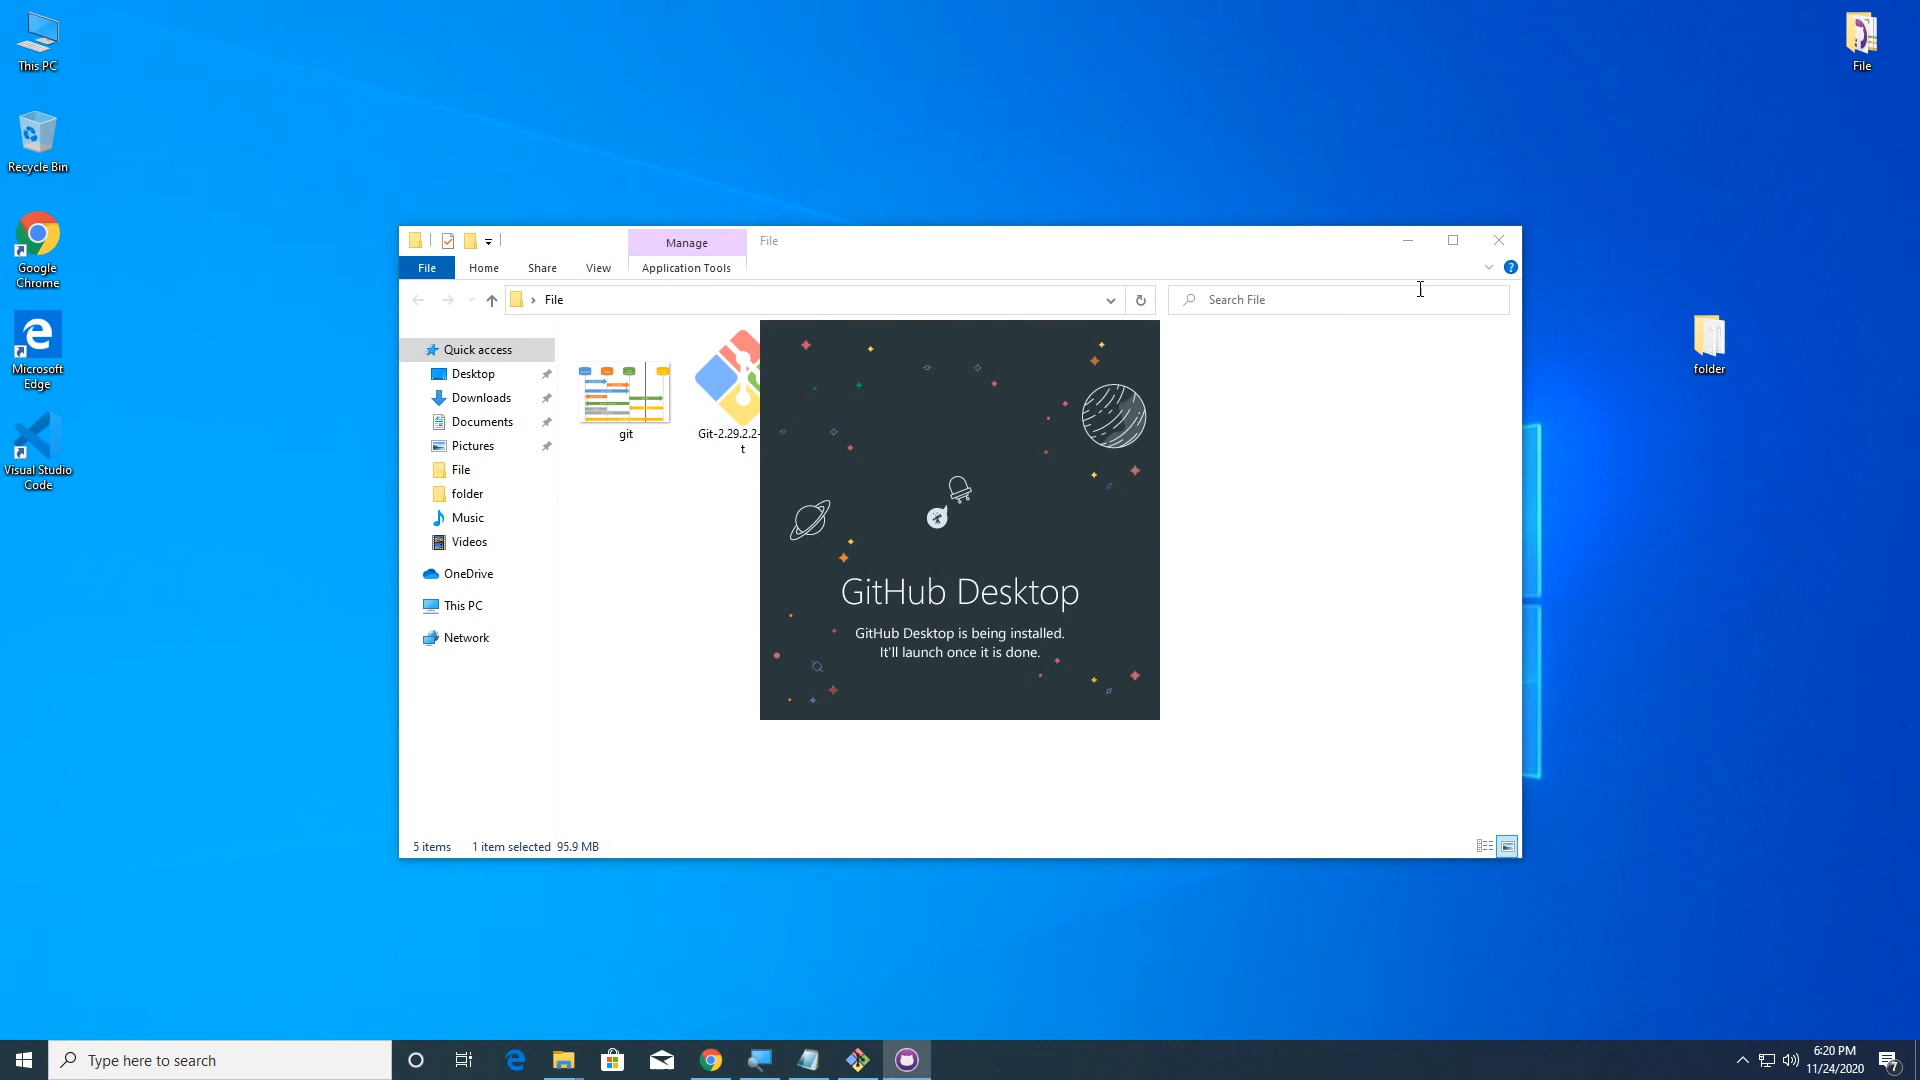 This PC
Recycle Bin
Google
Chrome
Microsoft
Edge
Visual Studio
Code
File
folder
Manage
File
File
Home
Share
View
Application Tools
File
Search File
Quick access
Desktop
Downloads
Documents
Pictures
File
folder
Music
Videos
OneDrive
This PC
Network
git
Git-2.29.2.2-
t
GitHub Desktop
GitHub Desktop is being installed.
It'll launch once it is done.
5 items
1 item selected 95.9 MB
Type here to search
6:20 PM
11/24/2020
7